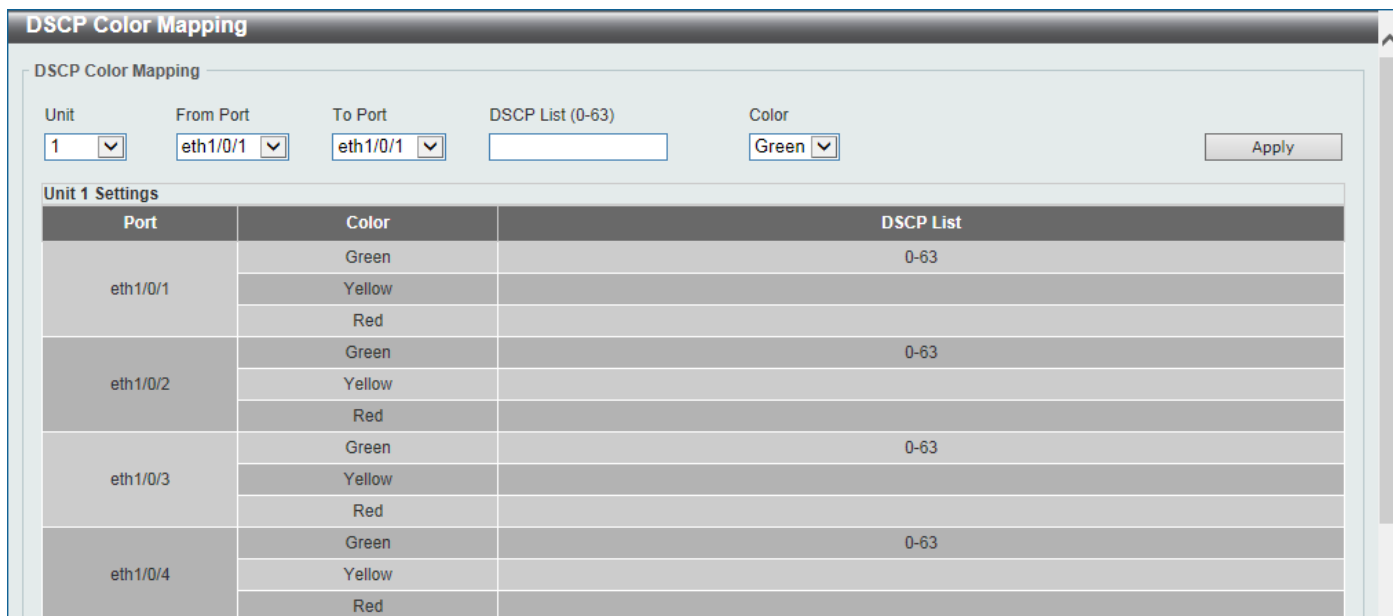 DSCP Color Mapping
DSCP Color Mapping
Unit From Port To Port DSCP List (0-63) Color
1 eth1/0/1 eth1/0/1 Green Apply
Unit 1 Settings
Port Color DSCP List
eth1/0/1 Green 0-63
Yellow
Red
eth1/0/2 Green 0-63
Yellow
Red
eth1/0/3 Green 0-63
Yellow
Red
eth1/0/4 Green 0-63
Yellow
Red